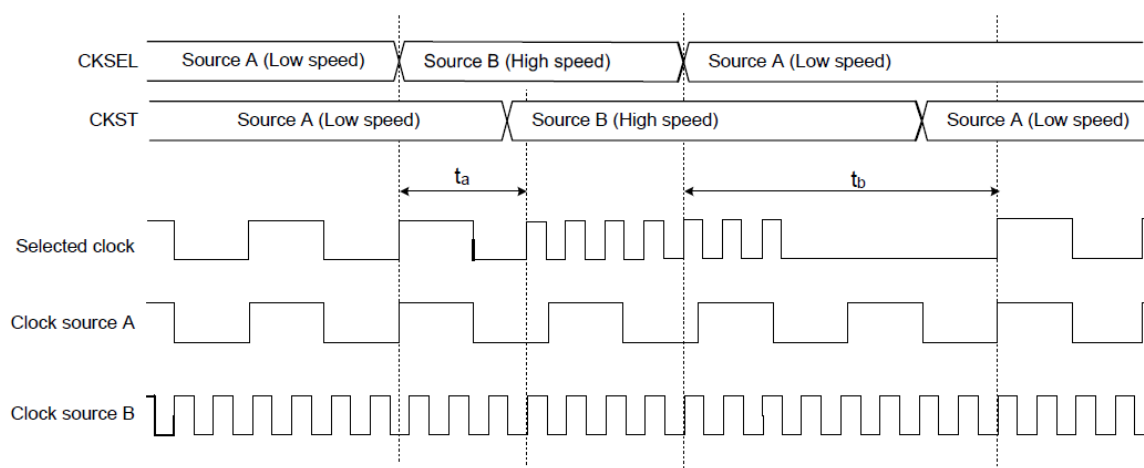 CKSEL Source A (Low speed) Source B (High speed) Source A (Low speed)
CKST Source A (Low speed) Source B (High speed) Source A (Low speed)
ta tb
Selected clock
Clock source A
Clock source B